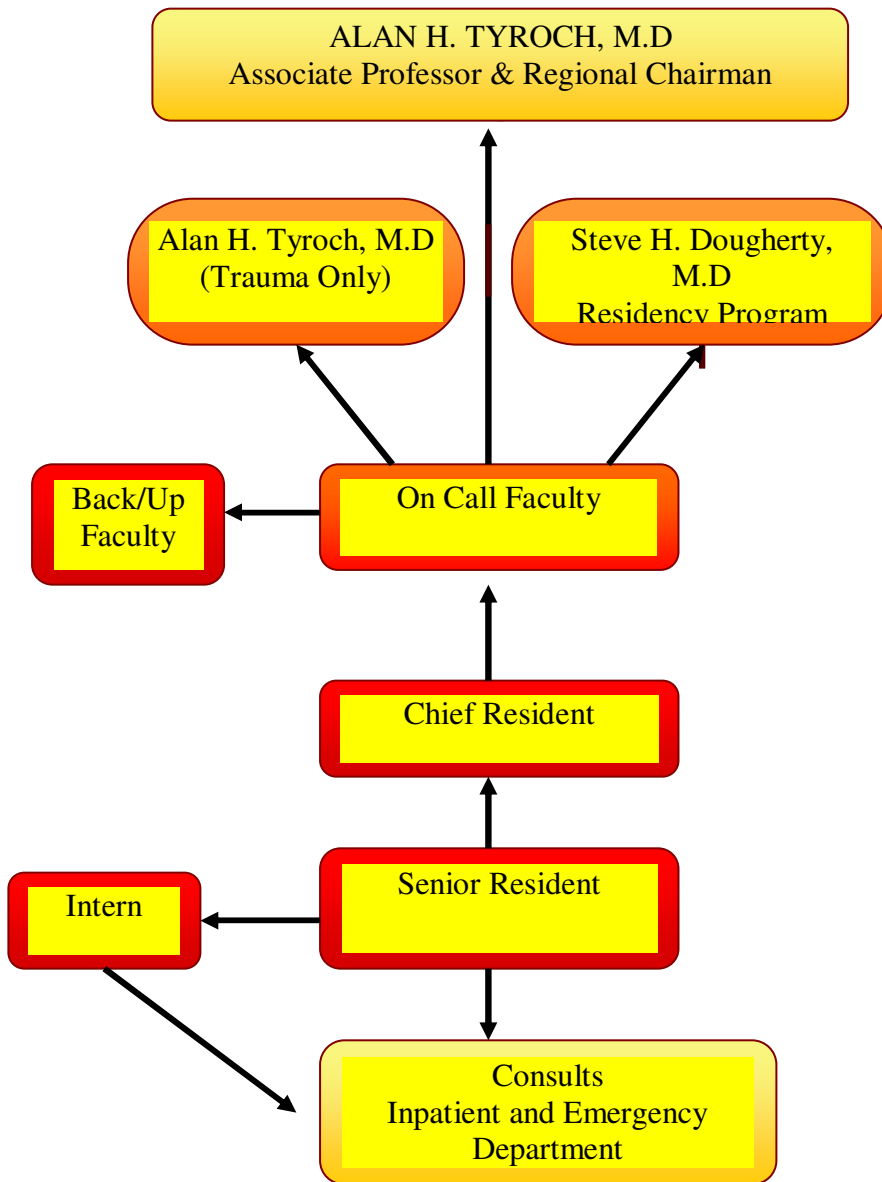 ALAN H. TYROCH, M.D
Associate Professor & Regional Chairman
Alan H. Tyroch, M.D
(Trauma Only)
Steve H. Dougherty,
M.D
Residency Program
Back/Up
Faculty
On Call Faculty
Chief Resident
Senior Resident
Intern
Consults
Inpatient and Emergency
Department